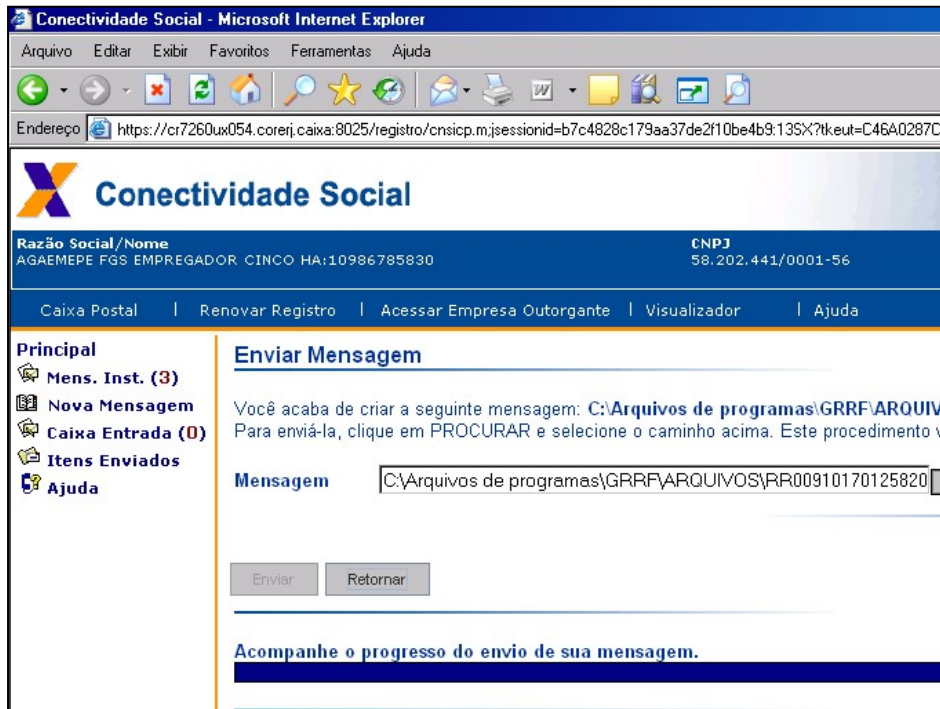 Conectividade Social - Microsoft Internet Explorer
Arquivo Editar Exibir Favoritos Ferramentas Ajuda
Endereço https://cr7260ux054.corerj.caixa:8025/registro/cnsicp.m;jsessionid=b7c4828c179aa37de2f10be4b9:13SX?tkeut=C46A0287C
Conectividade Social
Razão Social/Nome CNPJ
AGAEMEPE FGS EMPREGADOR CINCO HA:10986785830 58.202.441/0001-56
Caixa Postal | Renovar Registro | Acessar Empresa Outorgante | Visualizador | Ajuda
Principal
Mens. Inst. (3)
Nova Mensagem
Caixa Entrada (0)
Itens Enviados
Ajuda
Enviar Mensagem
Você acaba de criar a seguinte mensagem: C:\Arquivos de programas\GRRF\ARQUIV
Para enviá-la, clique em PROCURAR e selecione o caminho acima. Este procedimento v
Mensagem C:\Arquivos de programas\GRRF\ARQUIVOS\RR00910170125820
Enviar Retornar
Acompanhe o progresso do envio de sua mensagem.